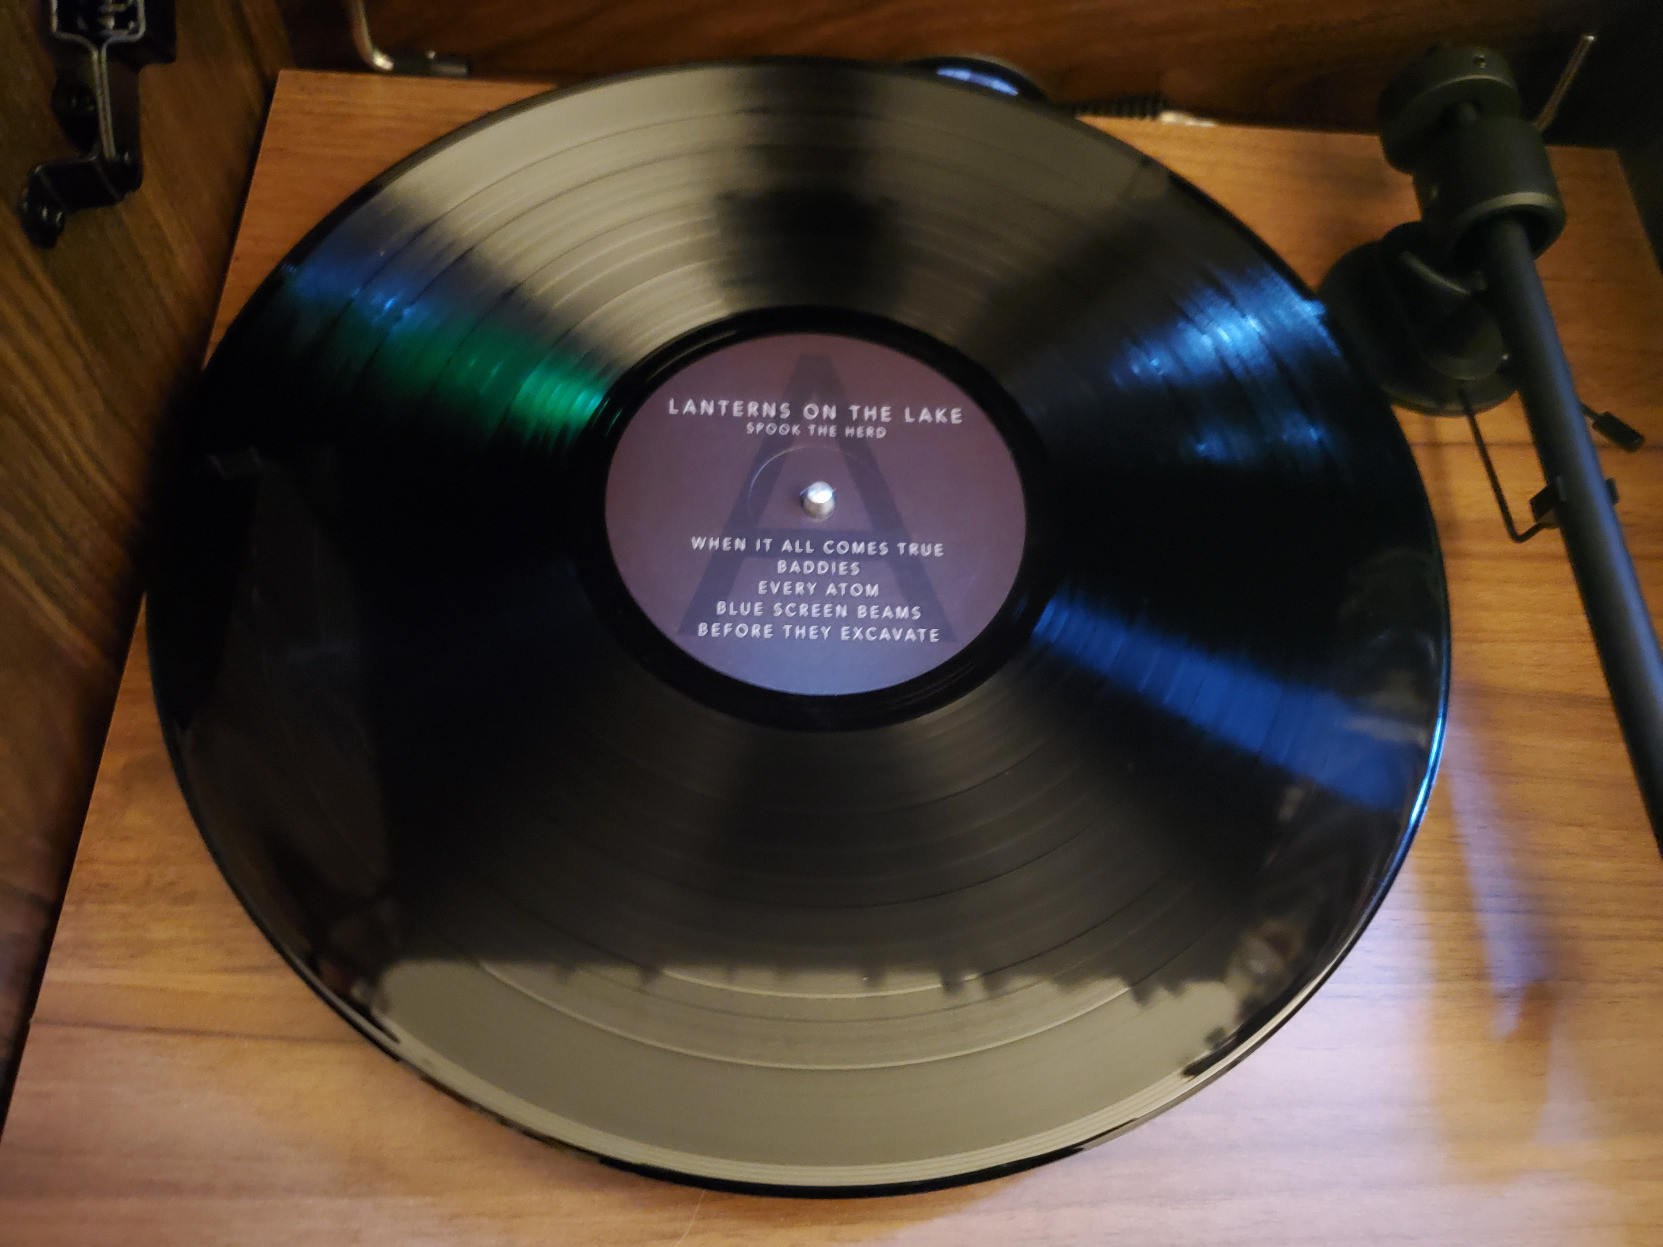 A
LANTERNS ON THE LAKE
SPOOK THE HERD
WHEN IT ALL COMES TRUE
BADDIES
EVERY ATOM
BLUE SCREEN BEAMS
BEFORE THEY EXCAVATE